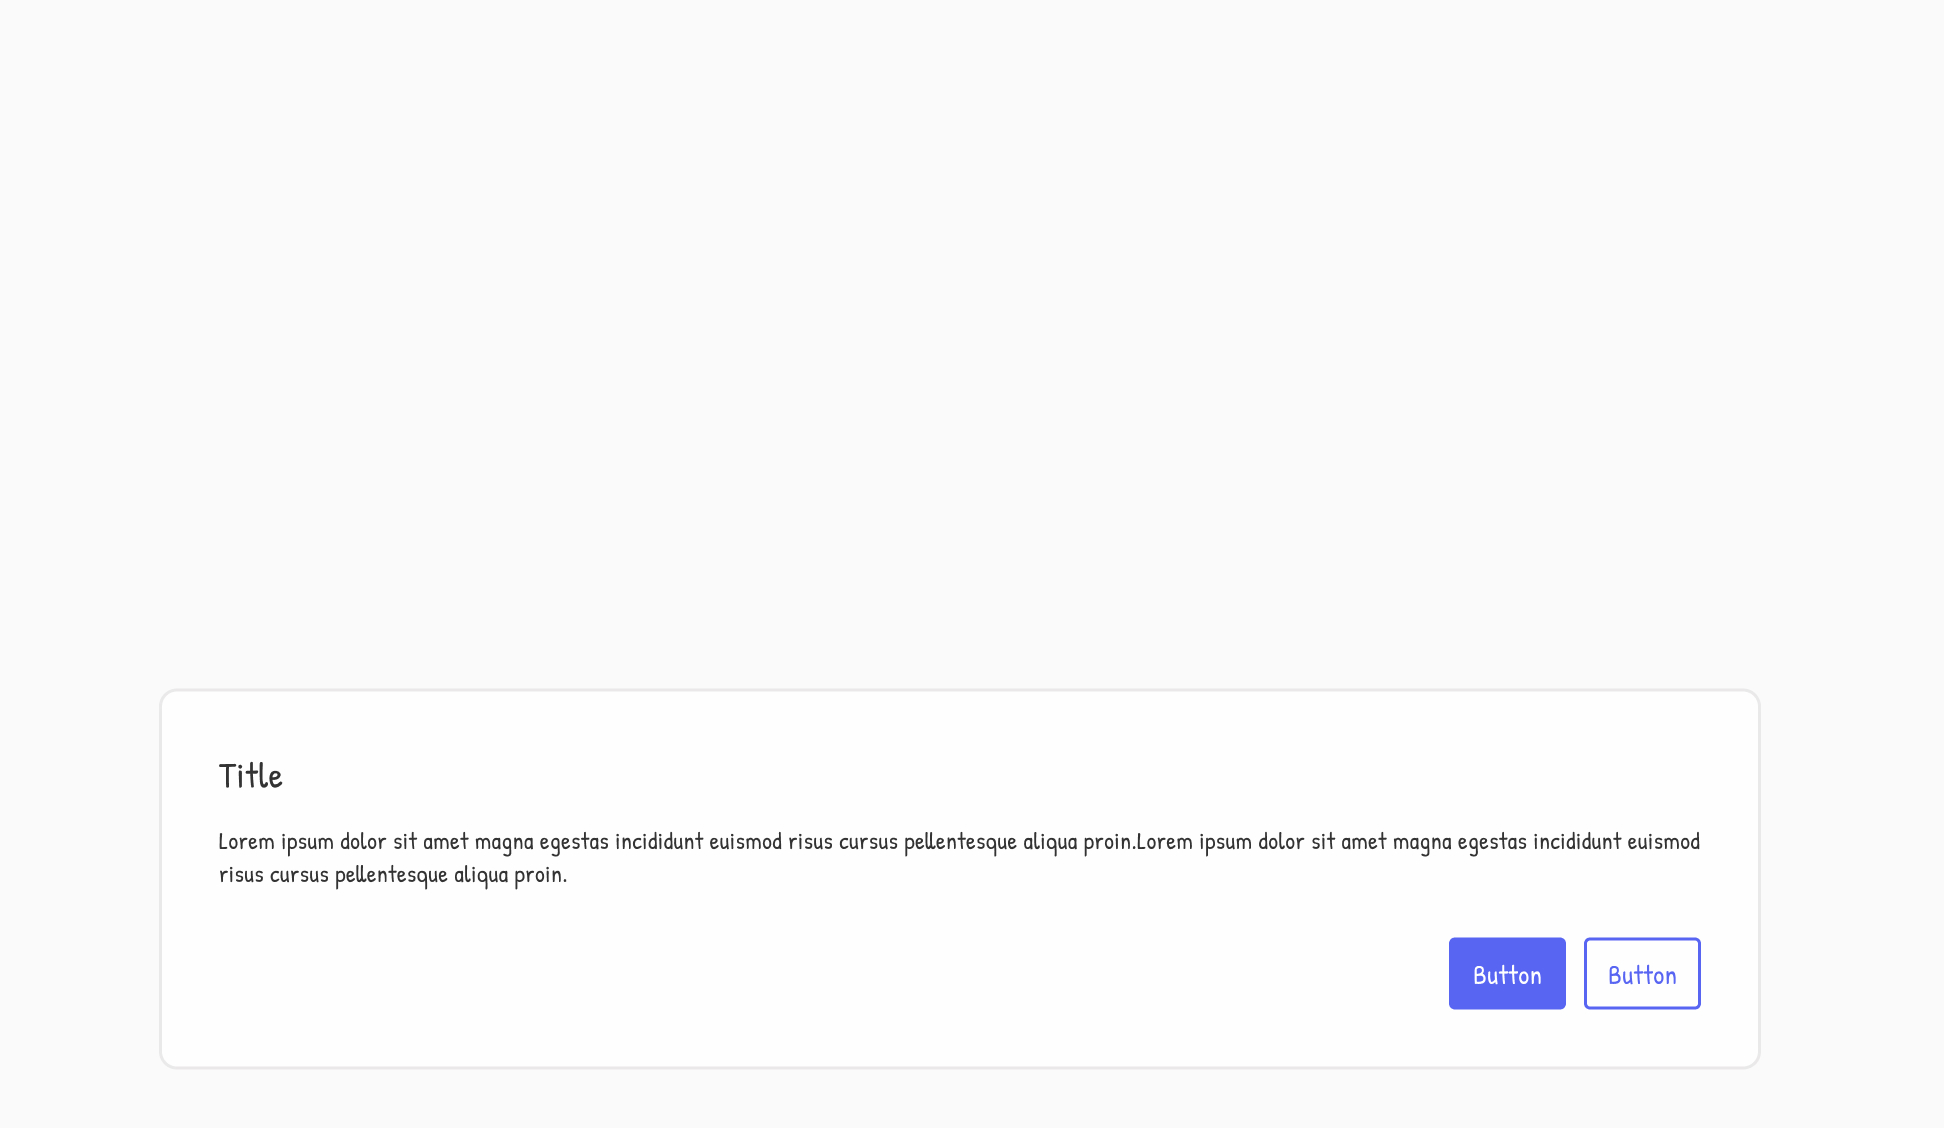 Title
Lorem ipsum dolor sit amet magna egestas incididunt euismod risus cursus pellentesque aliqua proin.Lorem ipsum dolor sit amet magna egestas incididunt euismod
risus cursus pellentesque aliqua proin.
Button Button